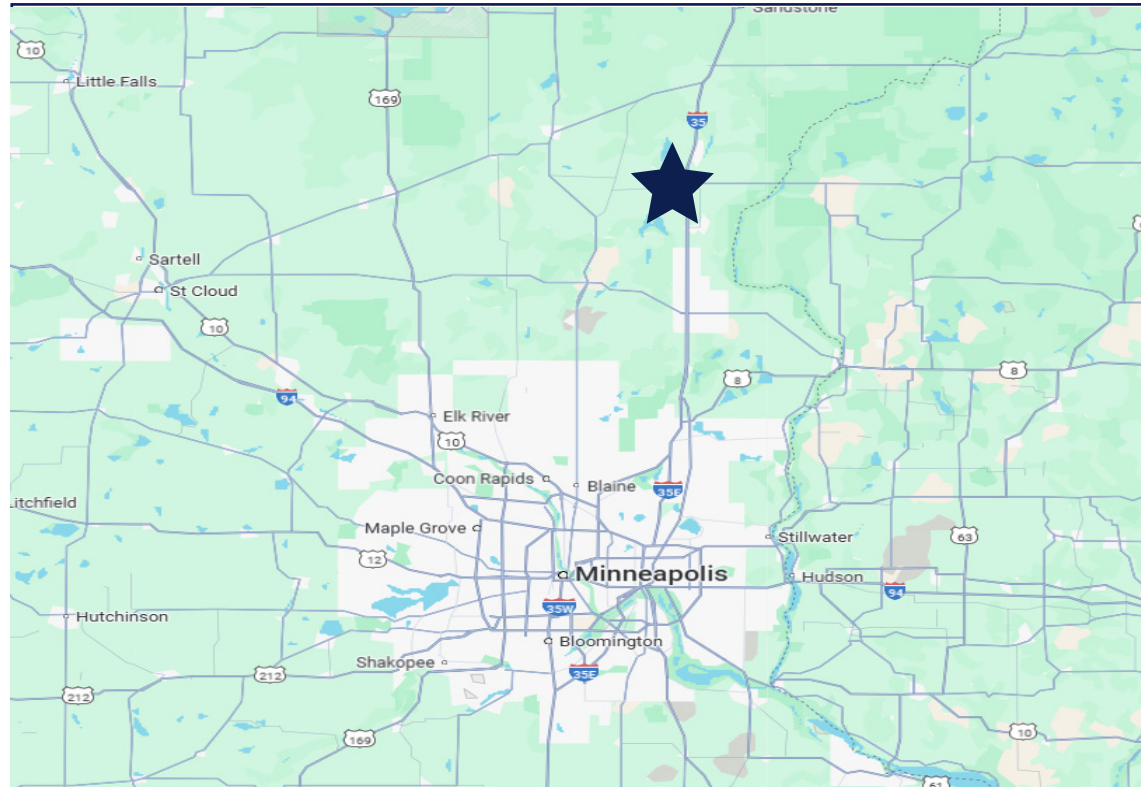 Sandstone
10
Little Falls
169
35
Sartell
St Cloud
10
8
8
94
Elk River
10
Coon Rapids
Blaine
35E
Litchfield
Maple Grove
Stillwater
63
12
Minneapolis
Hudson
94
35W
Hutchinson
Bloomington
Shakopee
35E
212
212
169
10
61